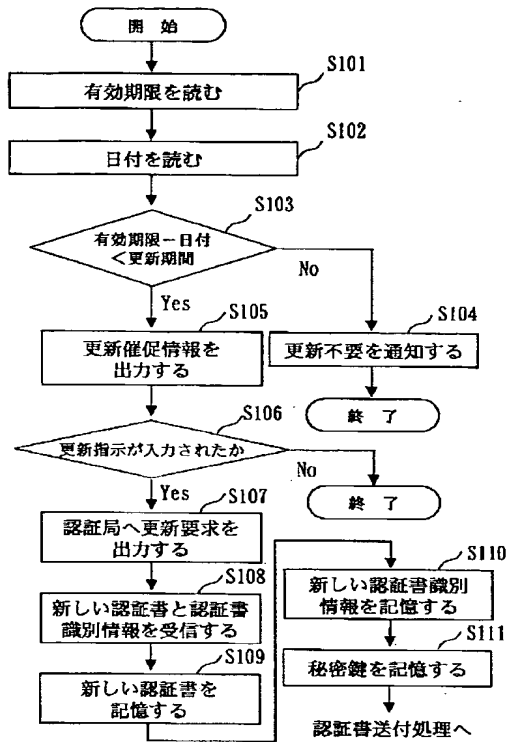 開 始
S101
有効期限を読む
S102
日付を読む
S103
有効期限ー日付
＜更新期間
No
Yes
S105
更新催促情報を
出力する
S104
更新不要を通知する
終 了
S106
更新指示が入力されたか
No
Yes
終 了
S107
認証局へ更新要求を
出力する
S108
新しい認証書と認証書
識別情報を受信する
S109
新しい認証書を
記憶する
S110
新しい認証書識別
情報を記憶する
S111
秘密鍵を記憶する
認証書送付処理へ